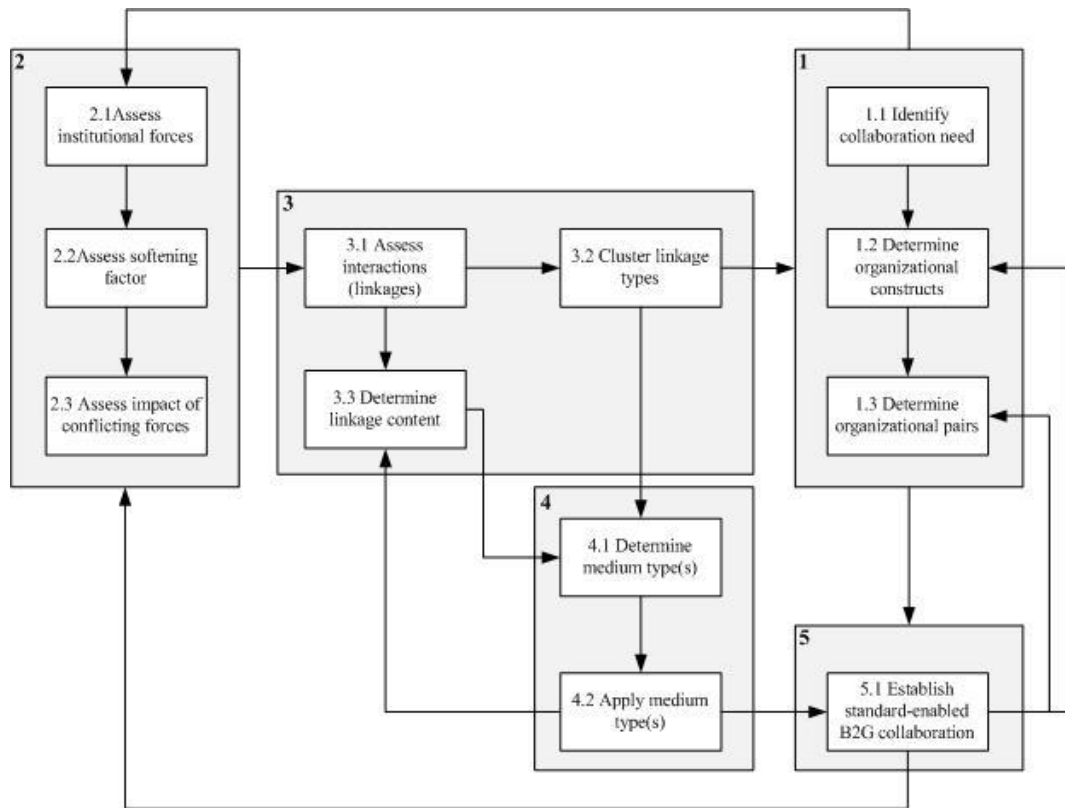 2
2.1Assess
institutional forces
2.2Assess softening
factor
2.3 Assess impact of
conflicting forces
3
3.1 Assess
interactions
(linkages)
3.2 Cluster linkage
types
3.3 Determine
linkage content
4
4.1 Determine
medium type(s)
4.2 Apply medium
type(s)
1
1.1 Identify
collaboration need
1.2 Determine
organizational
constructs
1.3 Determine
organizational pairs
5
5.1 Establish
standard-enabled
B2G collaboration